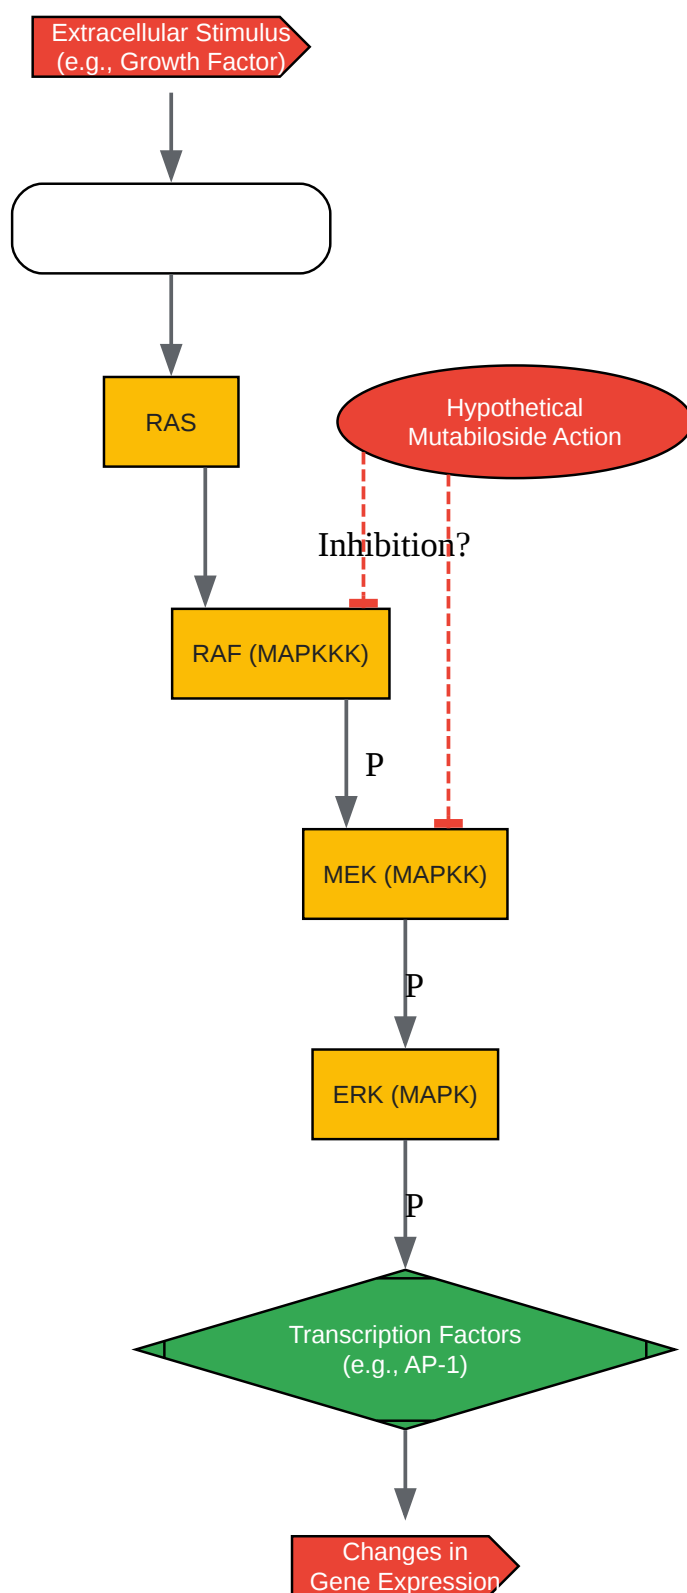 Extracellular Stimulus
(e.g., Growth Factor)
RAS
Hypothetical
Mutabiloside Action
Inhibition?
RAF (MAPKKK)
P
MEK (MAPKK)
P
ERK (MAPK)
P
Transcription Factors
(e.g., AP-1)
Changes in
Gene Expression